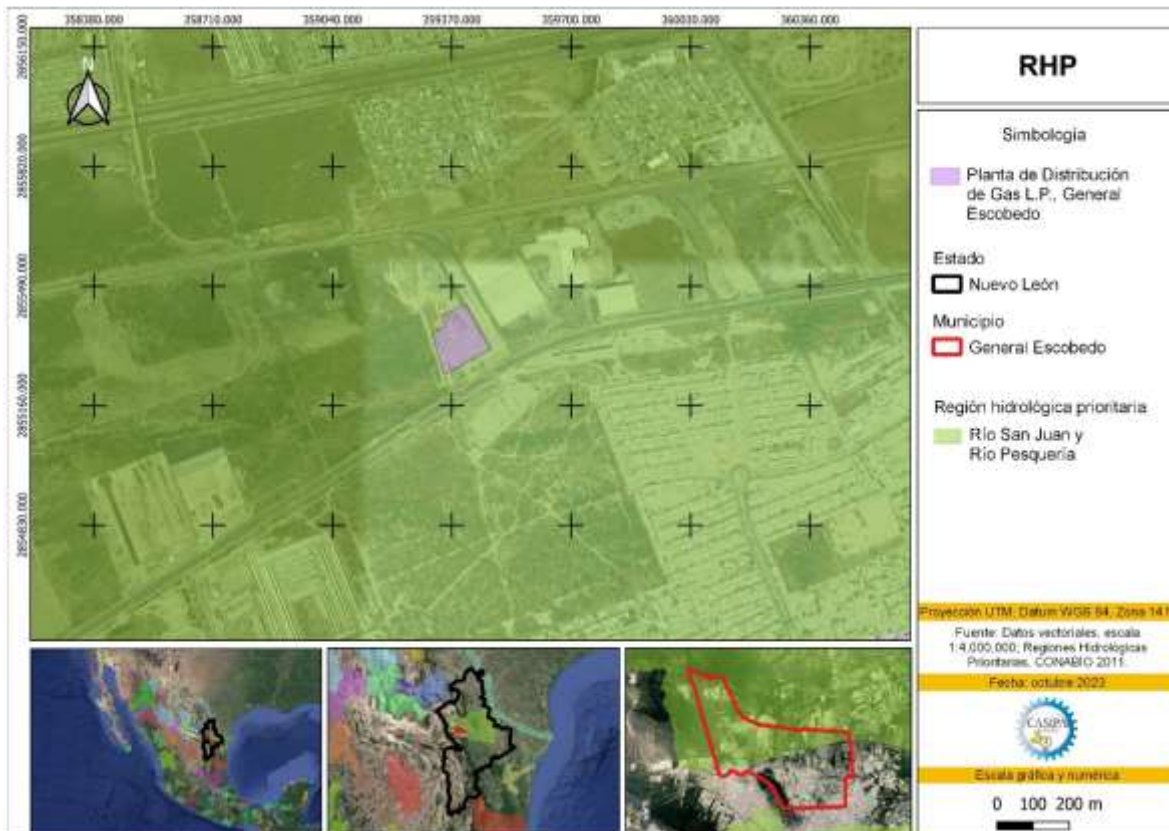 358380.000 358710.000 359040.000 359370.000 359700.000 360030.000 360360.000
2856150.000
2855820.000
2855490.000
2855160.000
2854830.000
N
RHP
Simbología
Planta de Distribución
de Gas L.P., General
Escobedo
Estado
Nuevo León
Municipio
General Escobedo
Región hidrológica prioritaria
Río San Juan y
Río Pesquería
Proyección UTM: Datum WGS 84, Zona 14
Fuente: Datos vectoriales, escala
1:4,000,000; Regiones Hidrológicas
Prioritarias, CONABIO 2011.
Fecha: octubre 2023
Escala gráfica y numérica
0 100 200 m